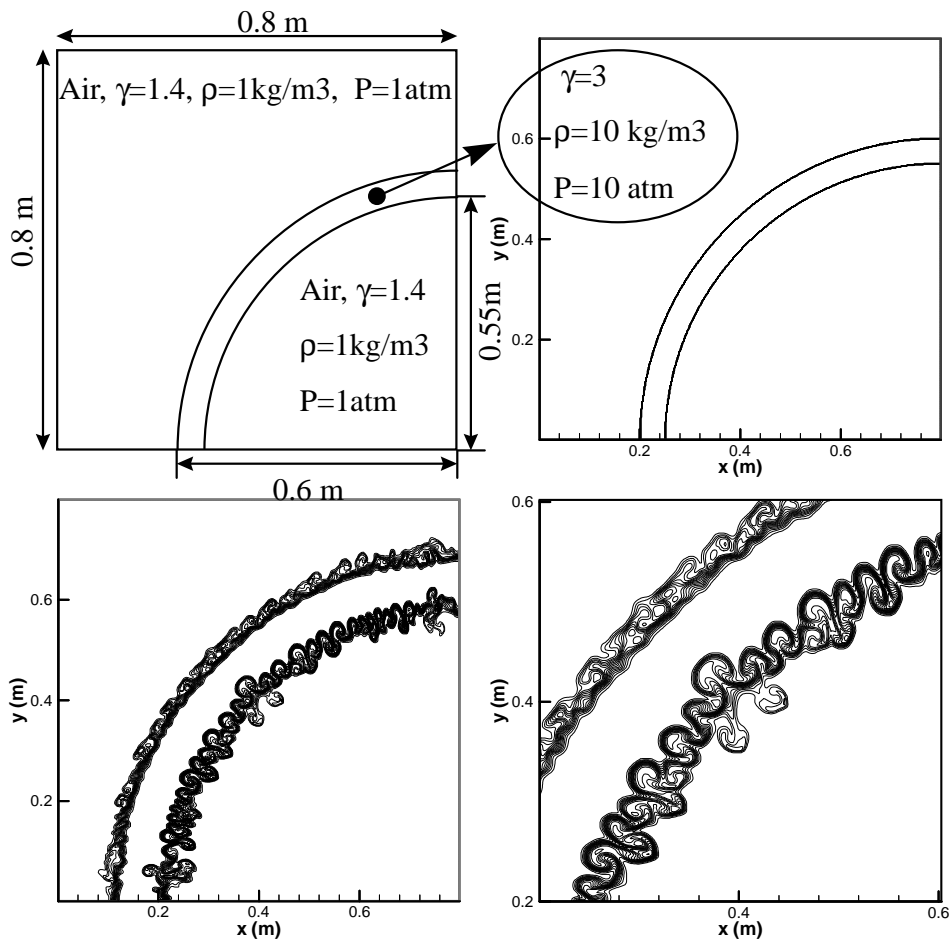 0.8 m
0.8 m
Air, γ=1.4, ρ=1kg/m3, P=1atm
Air, γ=1.4
ρ=1kg/m3
P=1atm
0.55m
0.6 m
γ=3
ρ=10 kg/m3
P=10 atm
0.6
0.4
0.2
y (m)
0.2
0.4
0.6
x (m)
0.6
0.4
0.2
y (m)
0.2
0.4
0.6
x (m)
0.6
0.4
0.2
y (m)
0.4
0.6
x (m)